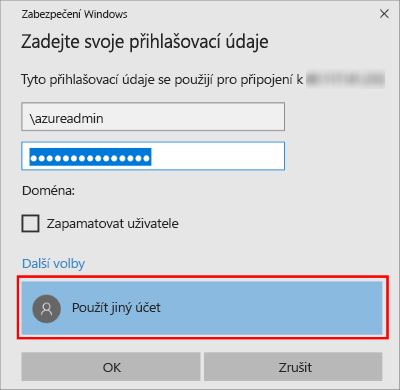 Zabezpečení Windows
Zadejte svoje přihlašovací údaje
Tyto přihlašovací údaje se použijí pro připojení k
\azureadmin
Doména:
Zapamatovat uživatele
Další volby
Použít jiný účet
OK
Zrušit